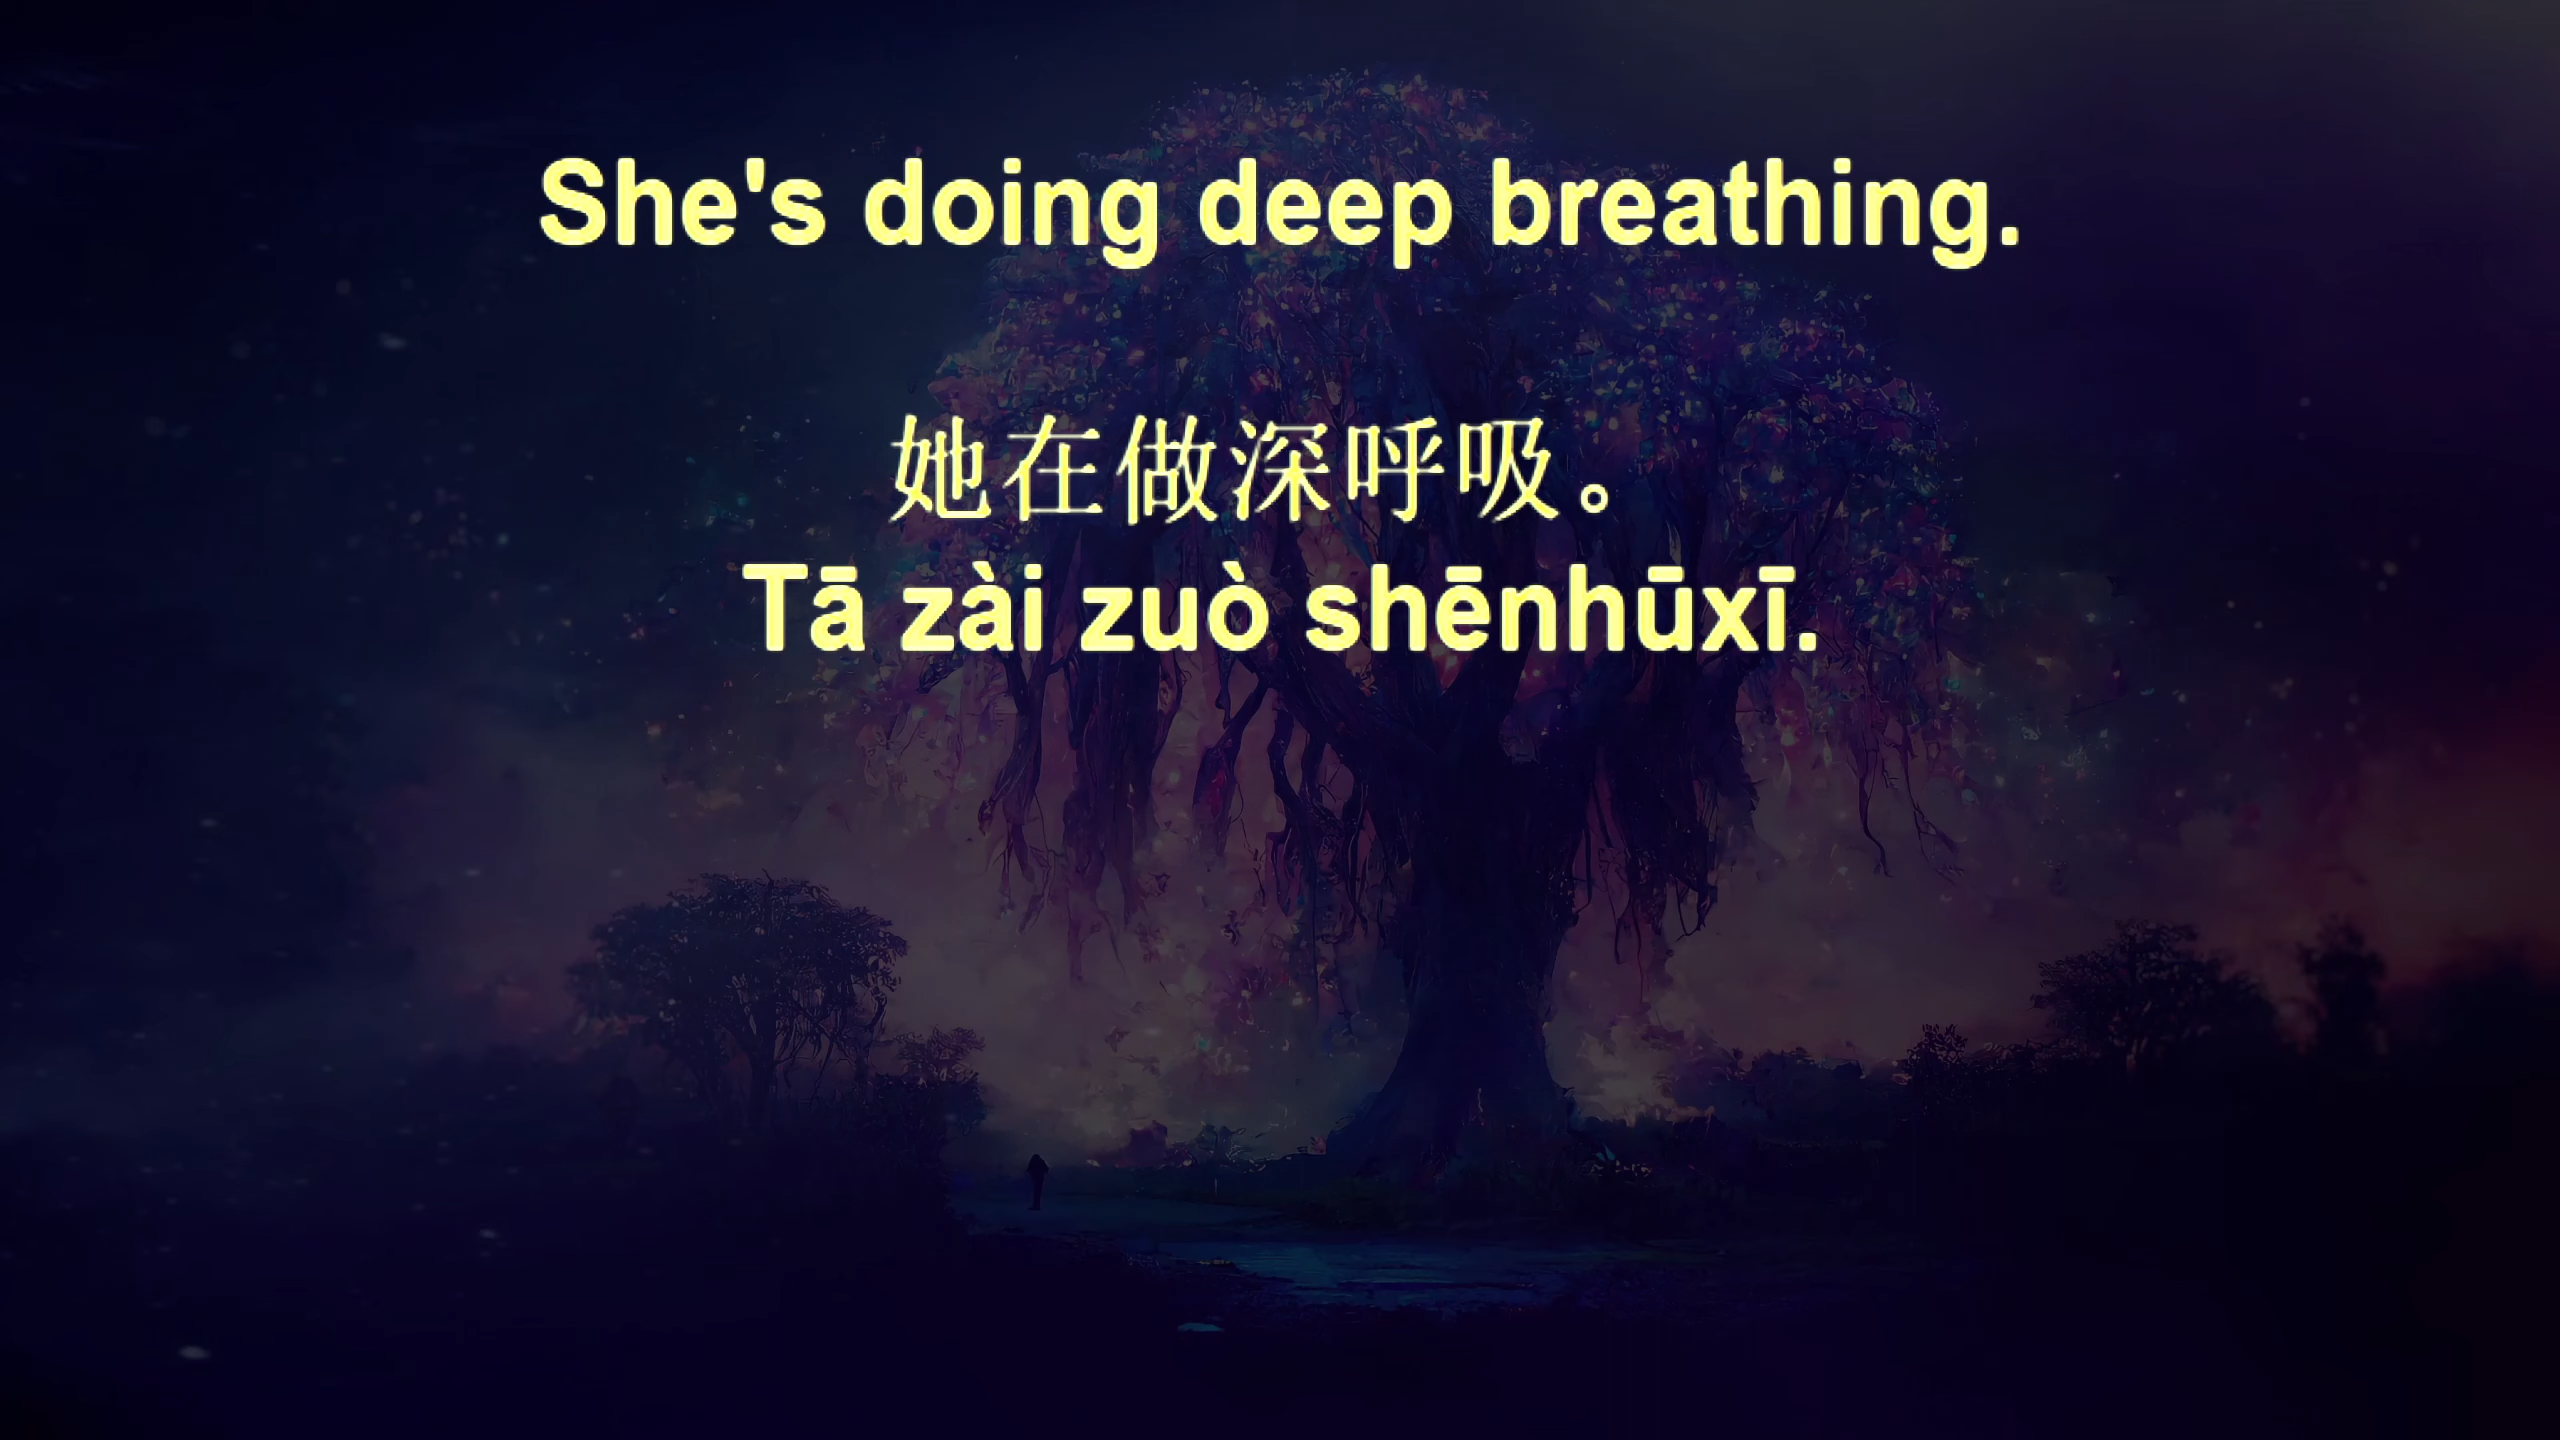 She's doing deep breathing.
她在做深呼吸。
Tā zài zuò shēnhūxī.